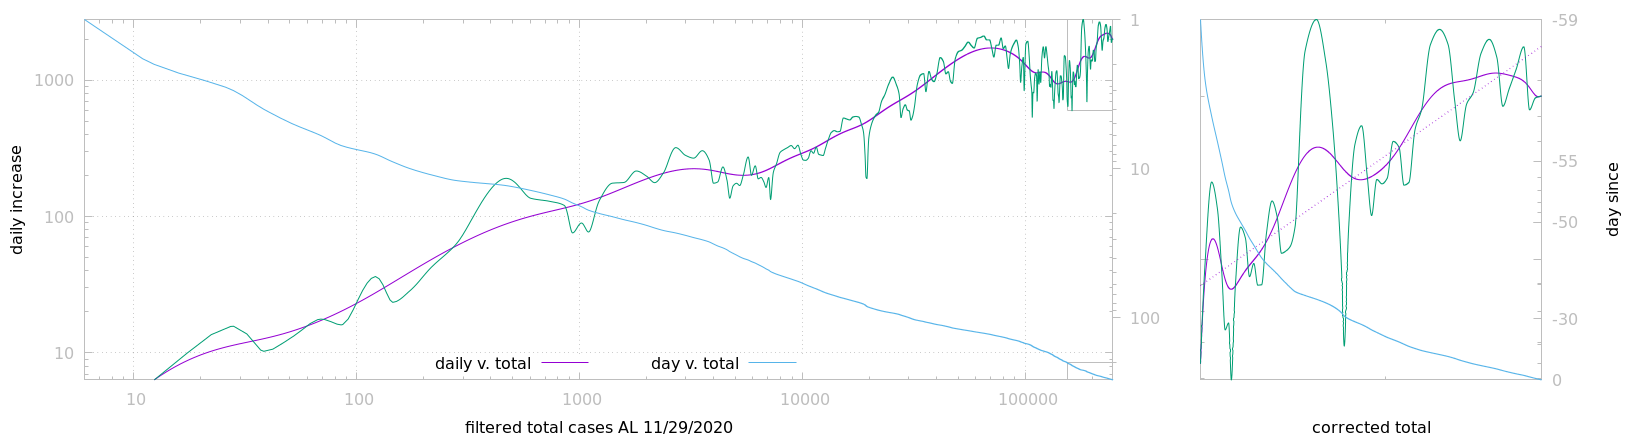 1 -59
1000
daily increase
10 -55
100 -50
day since
10 100 -30
daily v. total day v. total
0
10 100 1000 10000 100000
filtered total cases AL 11/29/2020 corrected total